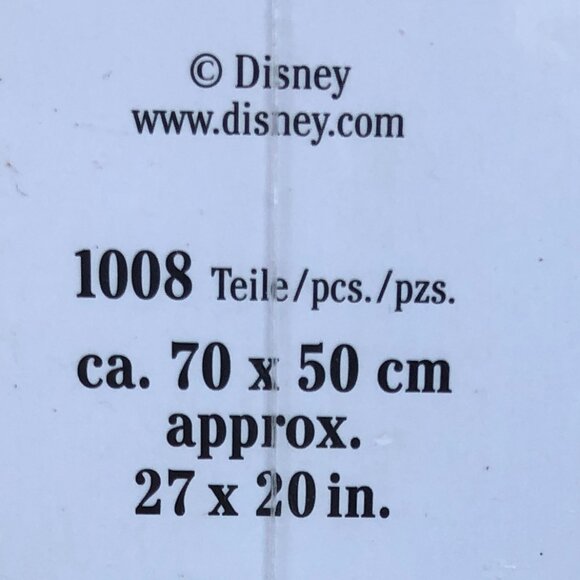 © Disney
www.disney.com
1008 Teile/pcs./pzs.
ca. 70 x 50 cm
approx.
27 x 20 in.